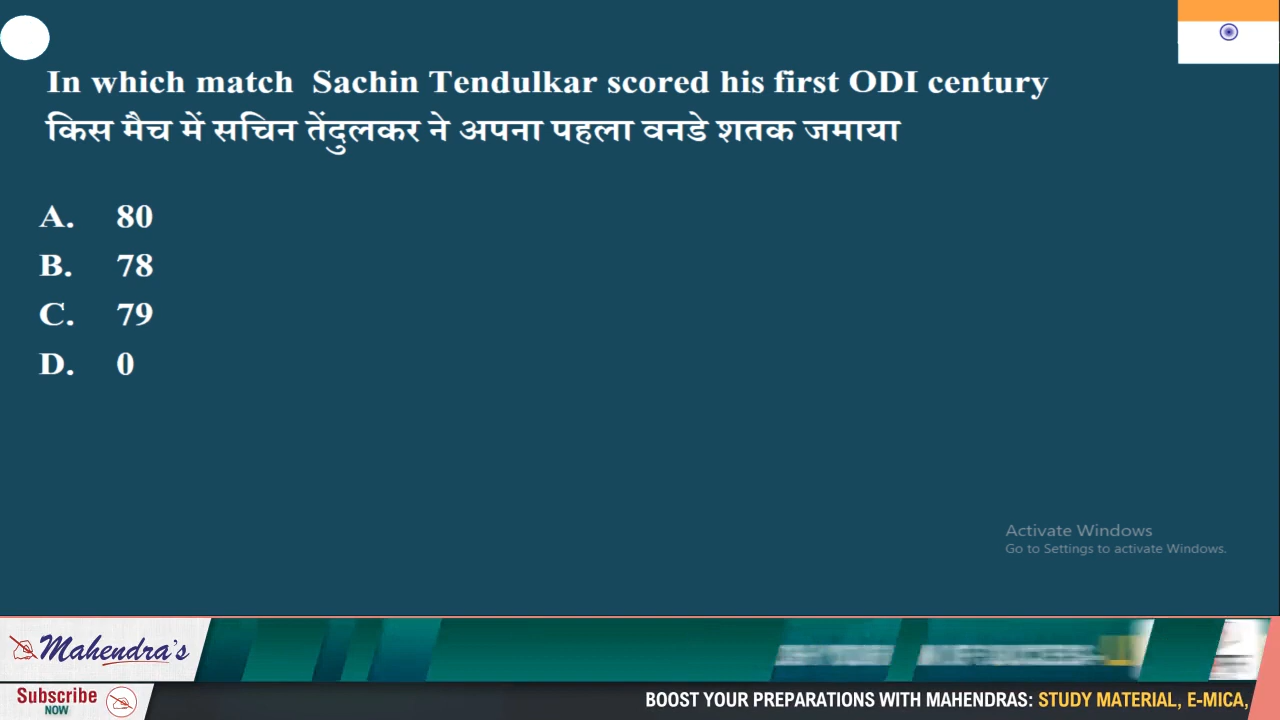 In which match Sachin Tendulkar scored his first ODI century
किस मैच में सचिन तेंदुलकर ने अपना पहला वनडे शतक जमाया
A. 80
B. 78
C. 79
D. 0
Activate Windows
Go to Settings to activate Windows.
Mahendra's
Subscribe
NOW
BOOST YOUR PREPARATIONS WITH MAHENDRAS: STUDY MATERIAL, E-MICA,